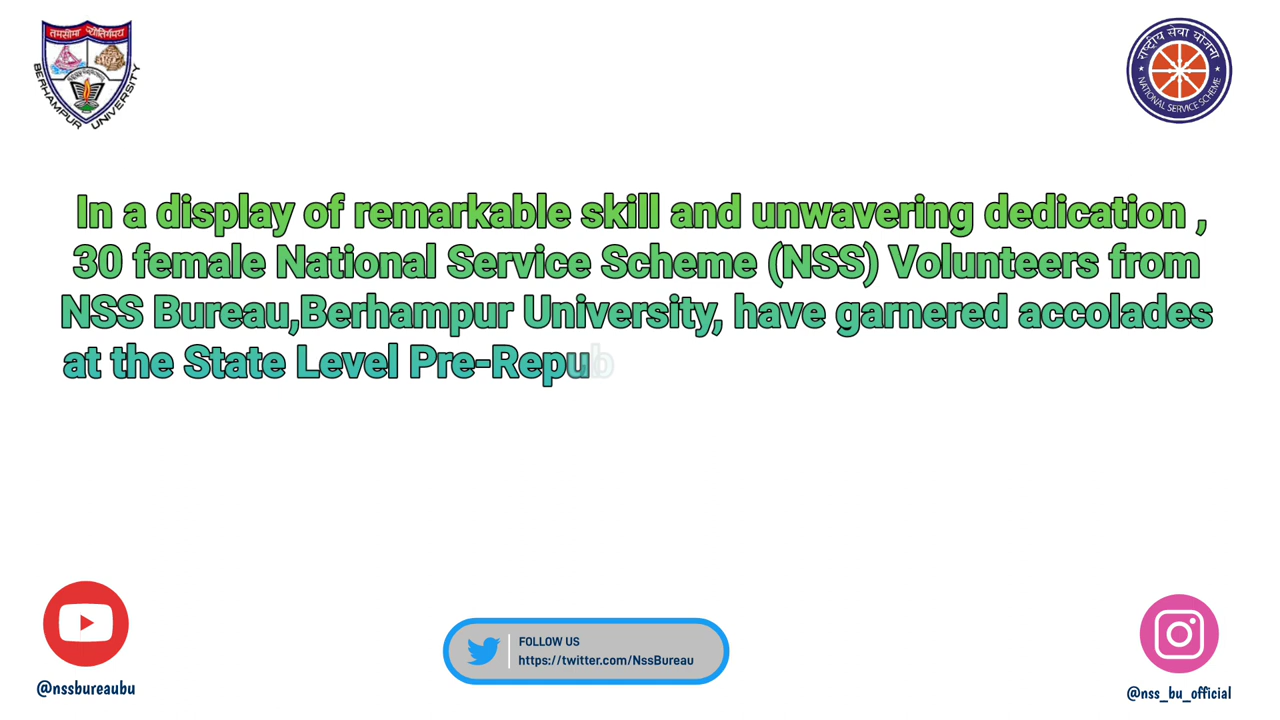 तमसोमा ज्योतिर्गमय
BERHAMPUR UNIVERSITY
राष्ट्रीय सेवा योजना
NATIONAL SERVICE SCHEME
In a display of remarkable skill and unwavering dedication ,
30 female National Service Scheme (NSS) Volunteers from
NSS Bureau,Berhampur University, have garnered accolades
at the State Level Pre-Repub
FOLLOW US
https://twitter.com/NssBureau
@nssbureaubu
@nss_bu_official